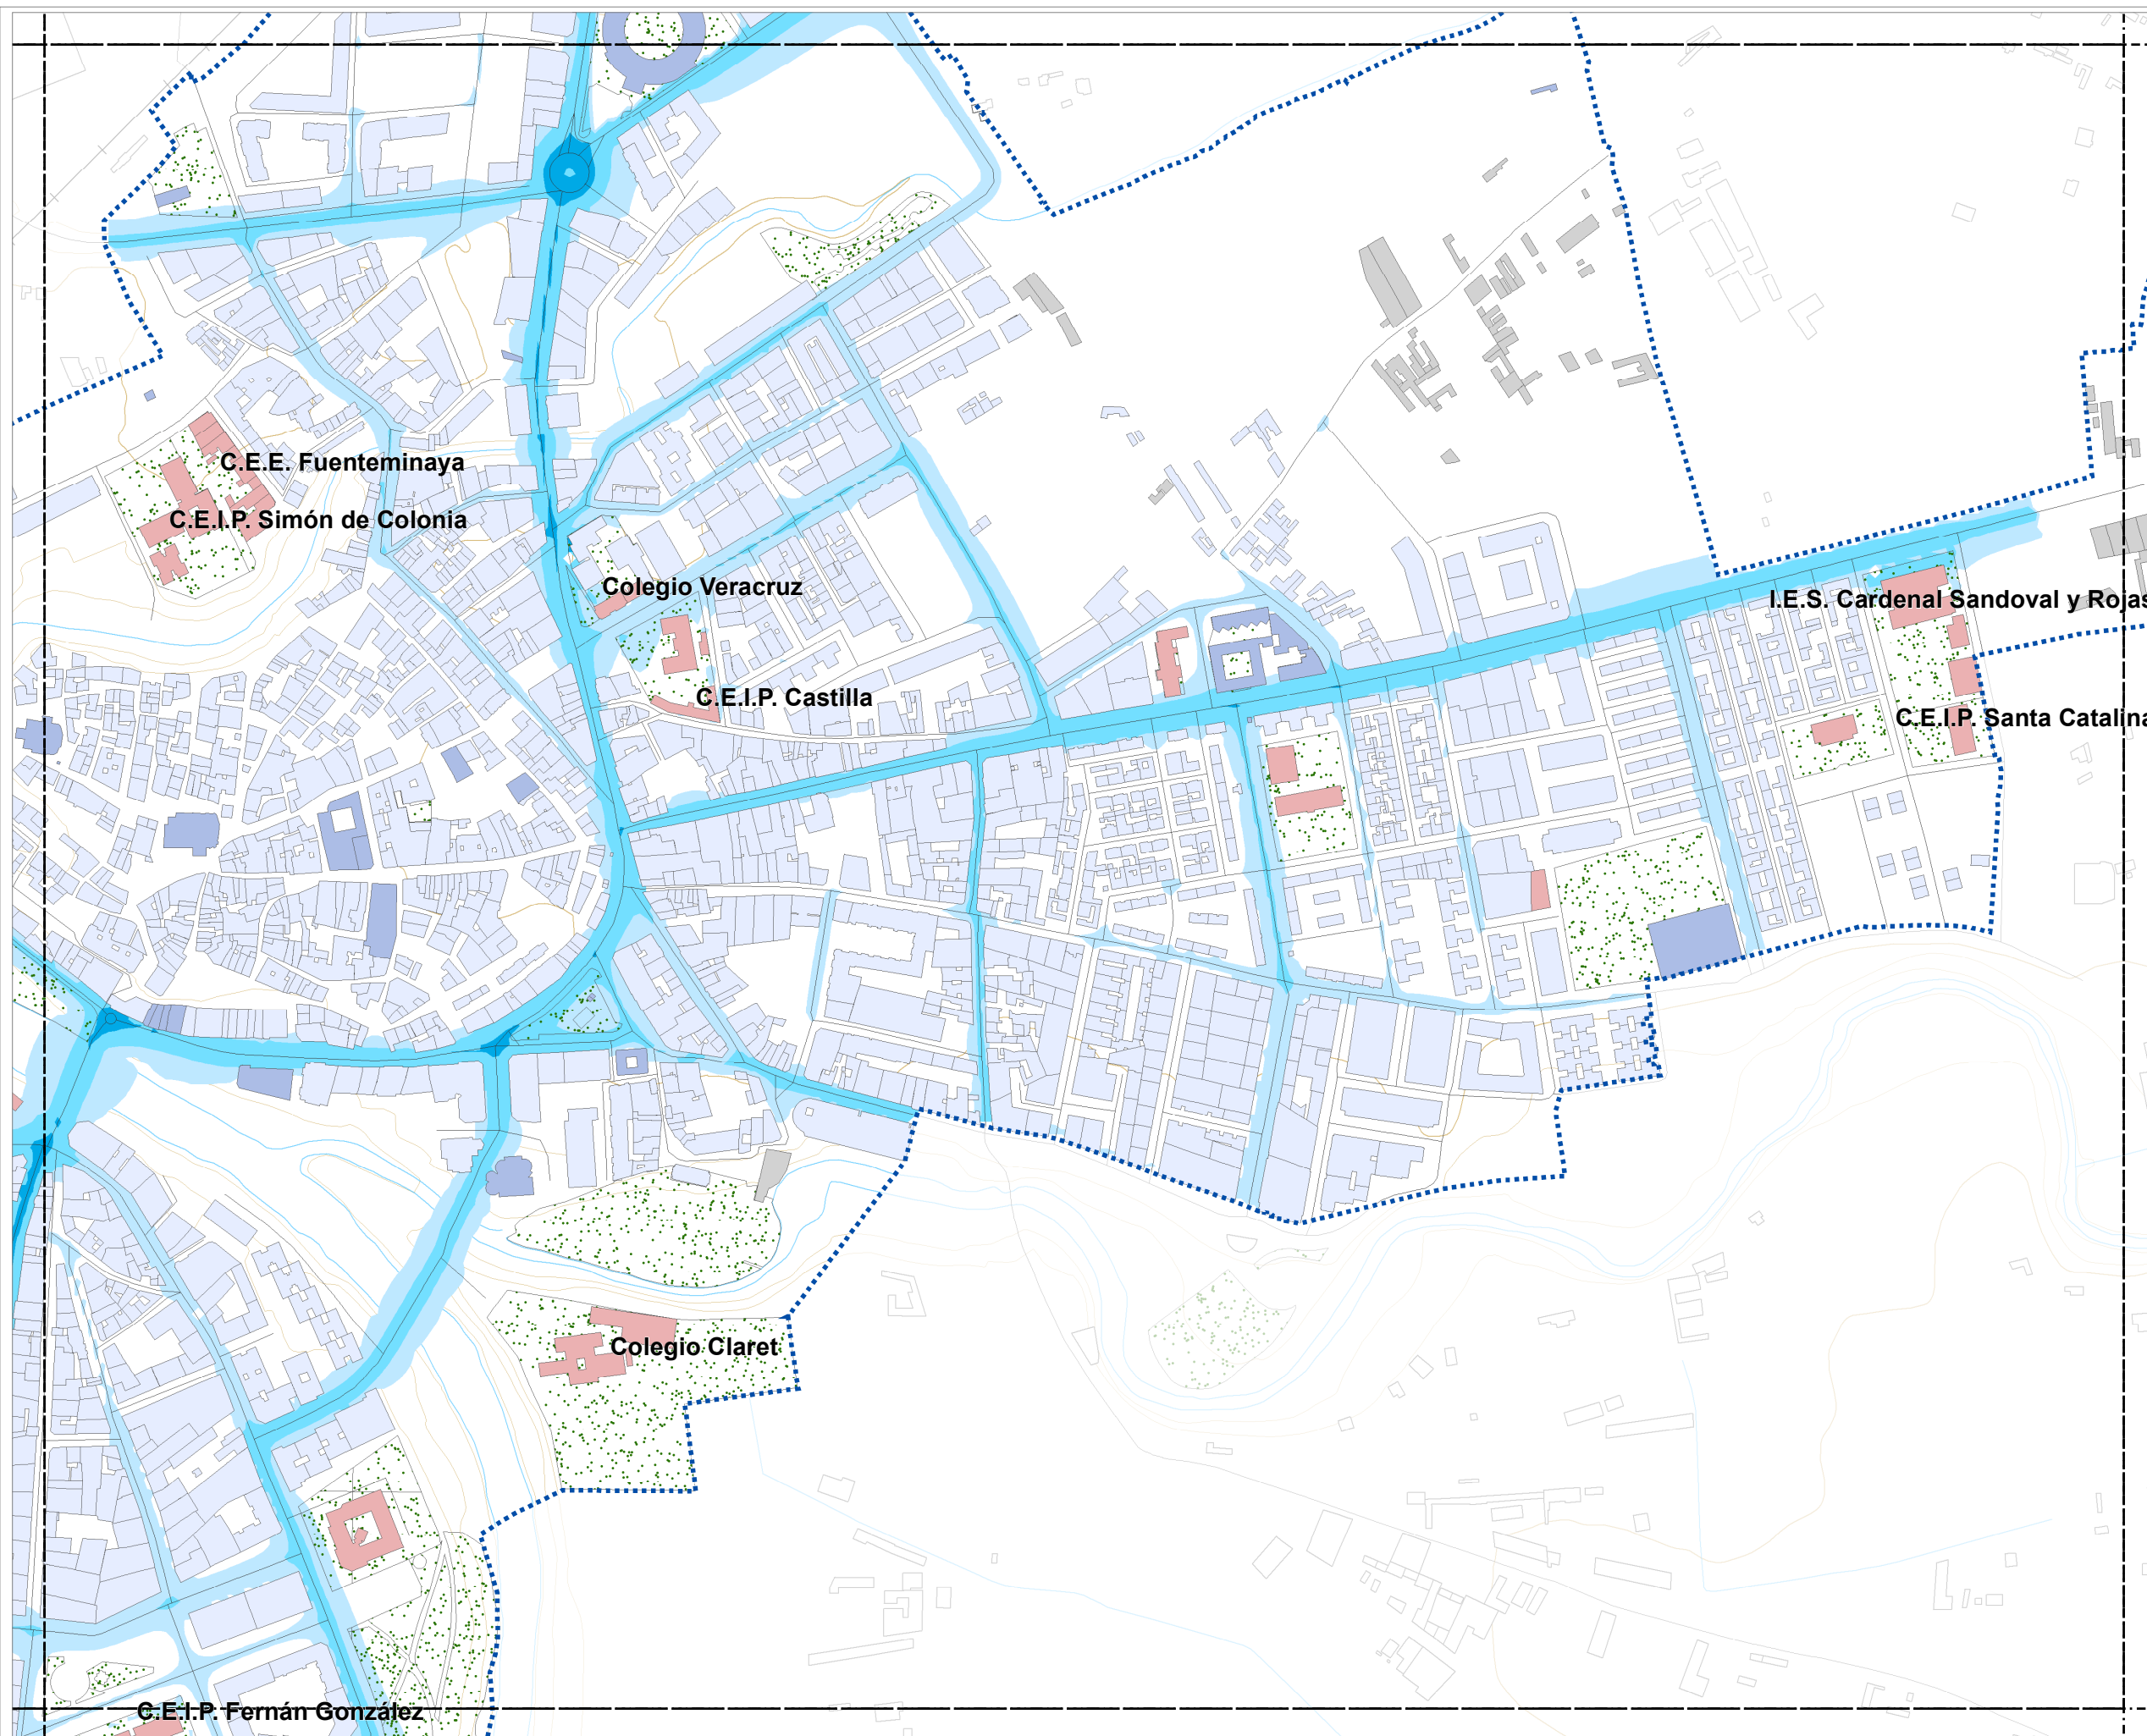 C.E.E. Fuenteminaya
C.E.I.P. Simón de Colonia
Colegio Veracruz
I.E.S. Cardenal Sandoval y Rojas
C.E.I.P. Castilla
C.E.I.P. Santa Catalina
Colegio Claret
C.E.I.P. Fernán González